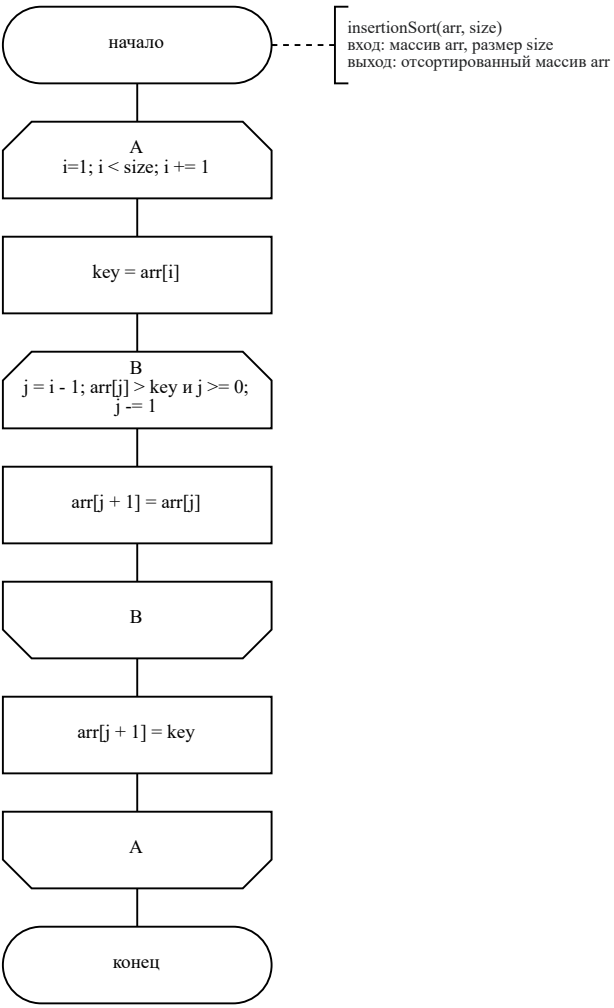 начало
insertionSort(arr, size)
вход: массив arr, размер size
выход: отсортированный массив arr
A
i=1; i < size; i += 1
key = arr[i]
B
j = i - 1; arr[j] > key и j >= 0;
j -= 1
arr[j + 1] = arr[j]
B
arr[j + 1] = key
A
конец